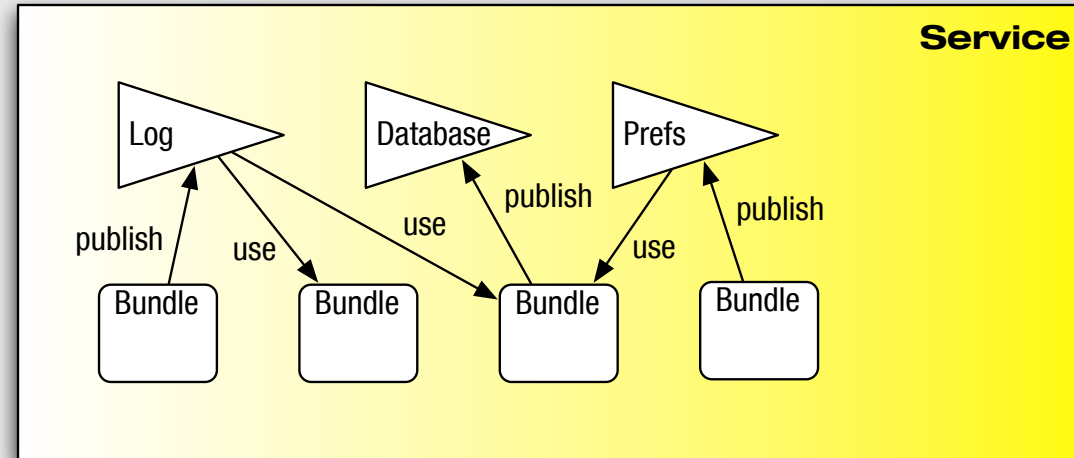 Service
Log
Database
Prefs
publish
use
use
publish
use
publish
Bundle
Bundle
Bundle
Bundle